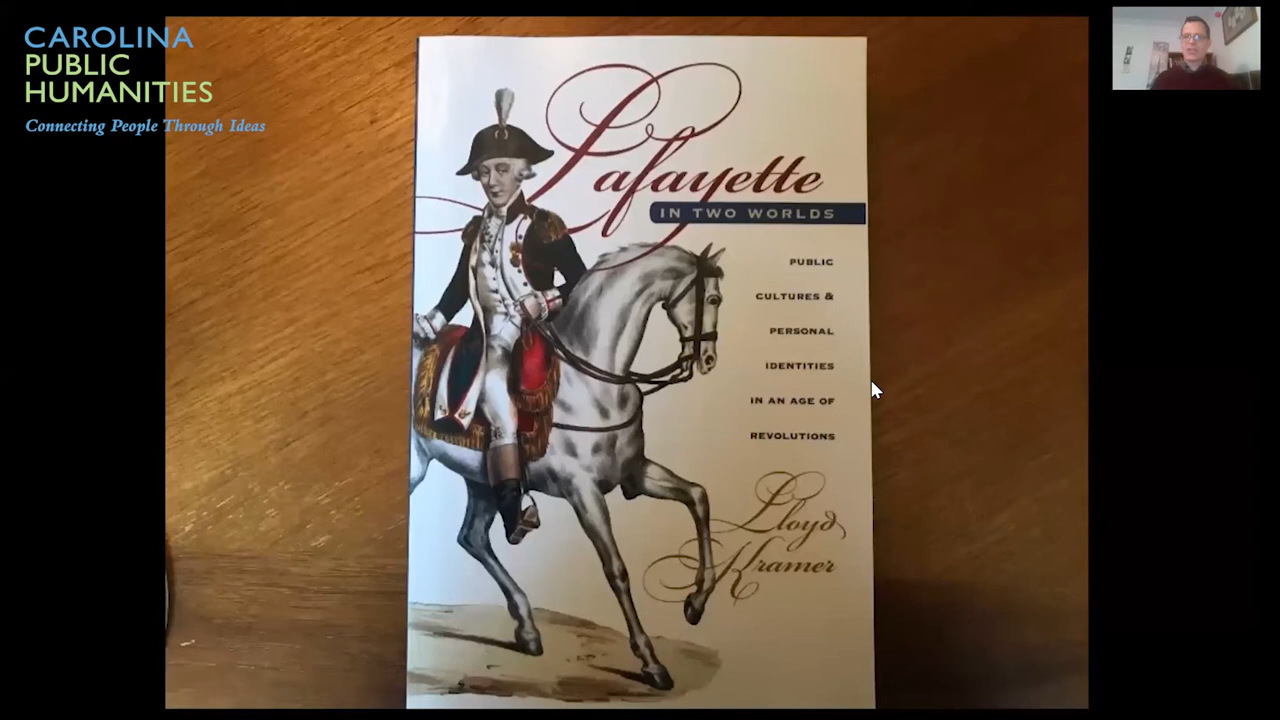 CAROLINA
PUBLIC
HUMANITIES
Connecting People Through Ideas
Lafayette
IN TWO WORLDS
PUBLIC
CULTURES &
PERSONAL
IDENTITIES
IN AN AGE OF
REVOLUTIONS
Lloyd
Kramer